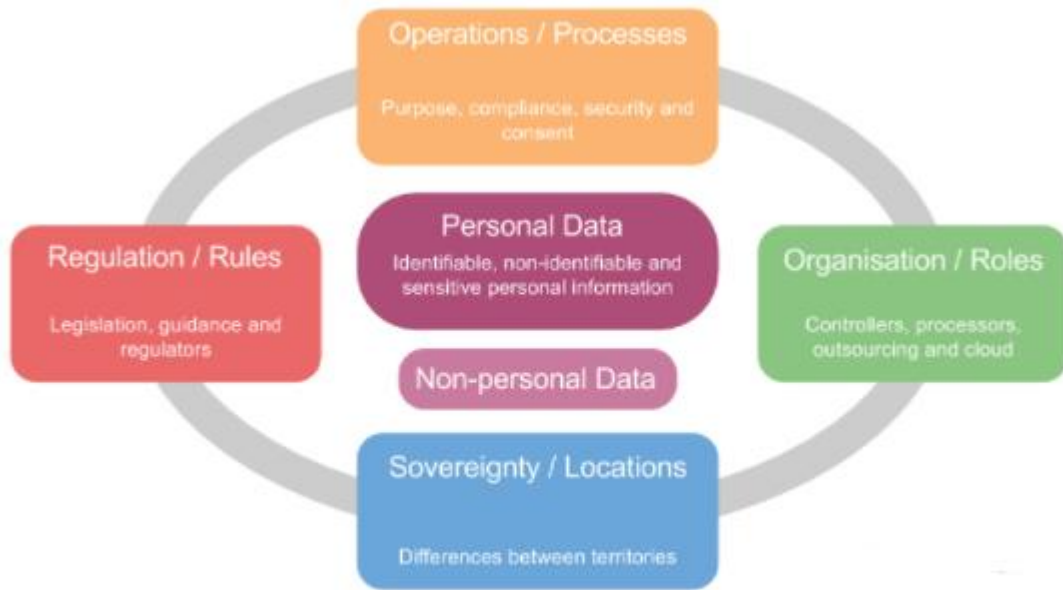 Operations / Processes
Purpose, compliance, security and
consent
Regulation / Rules
Legislation, guidance and
regulators
Personal Data
Identifiable, non-identifiable and
sensitive personal information
Organisation / Roles
Controllers, processors,
outsourcing and cloud
Non-personal Data
Sovereignty / Locations
Differences between territories